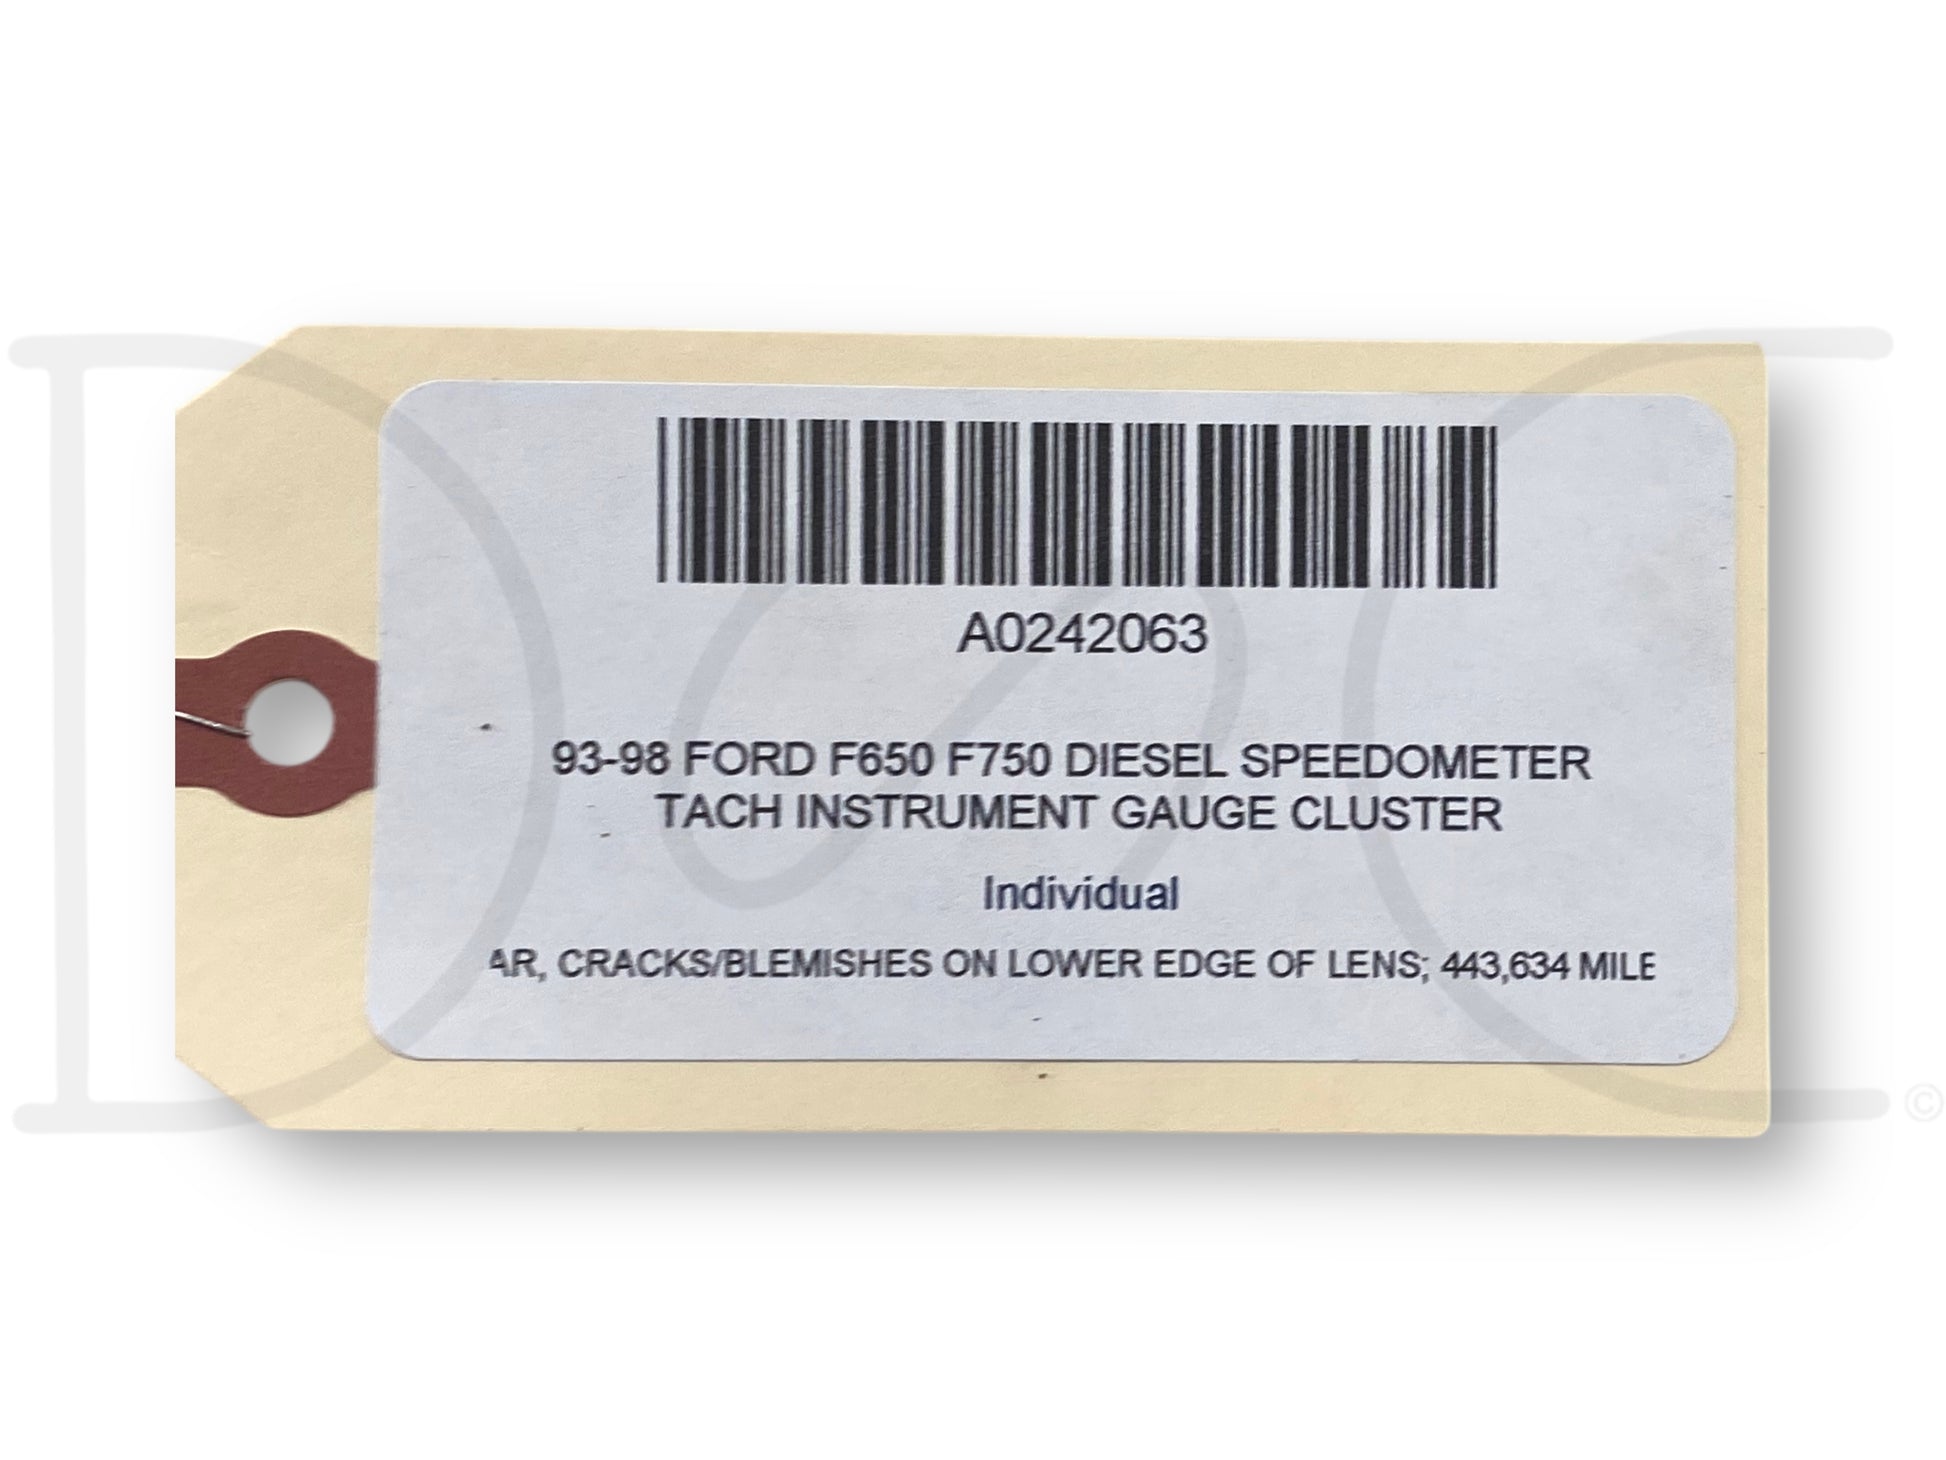 A0242063
93-98 FORD F650 F750 DIESEL SPEEDOMETER
TACH INSTRUMENT GAUGE CLUSTER
Individual
AR, CRACKS/BLEMISHES ON LOWER EDGE OF LENS; 443,634 MILE
D C
©